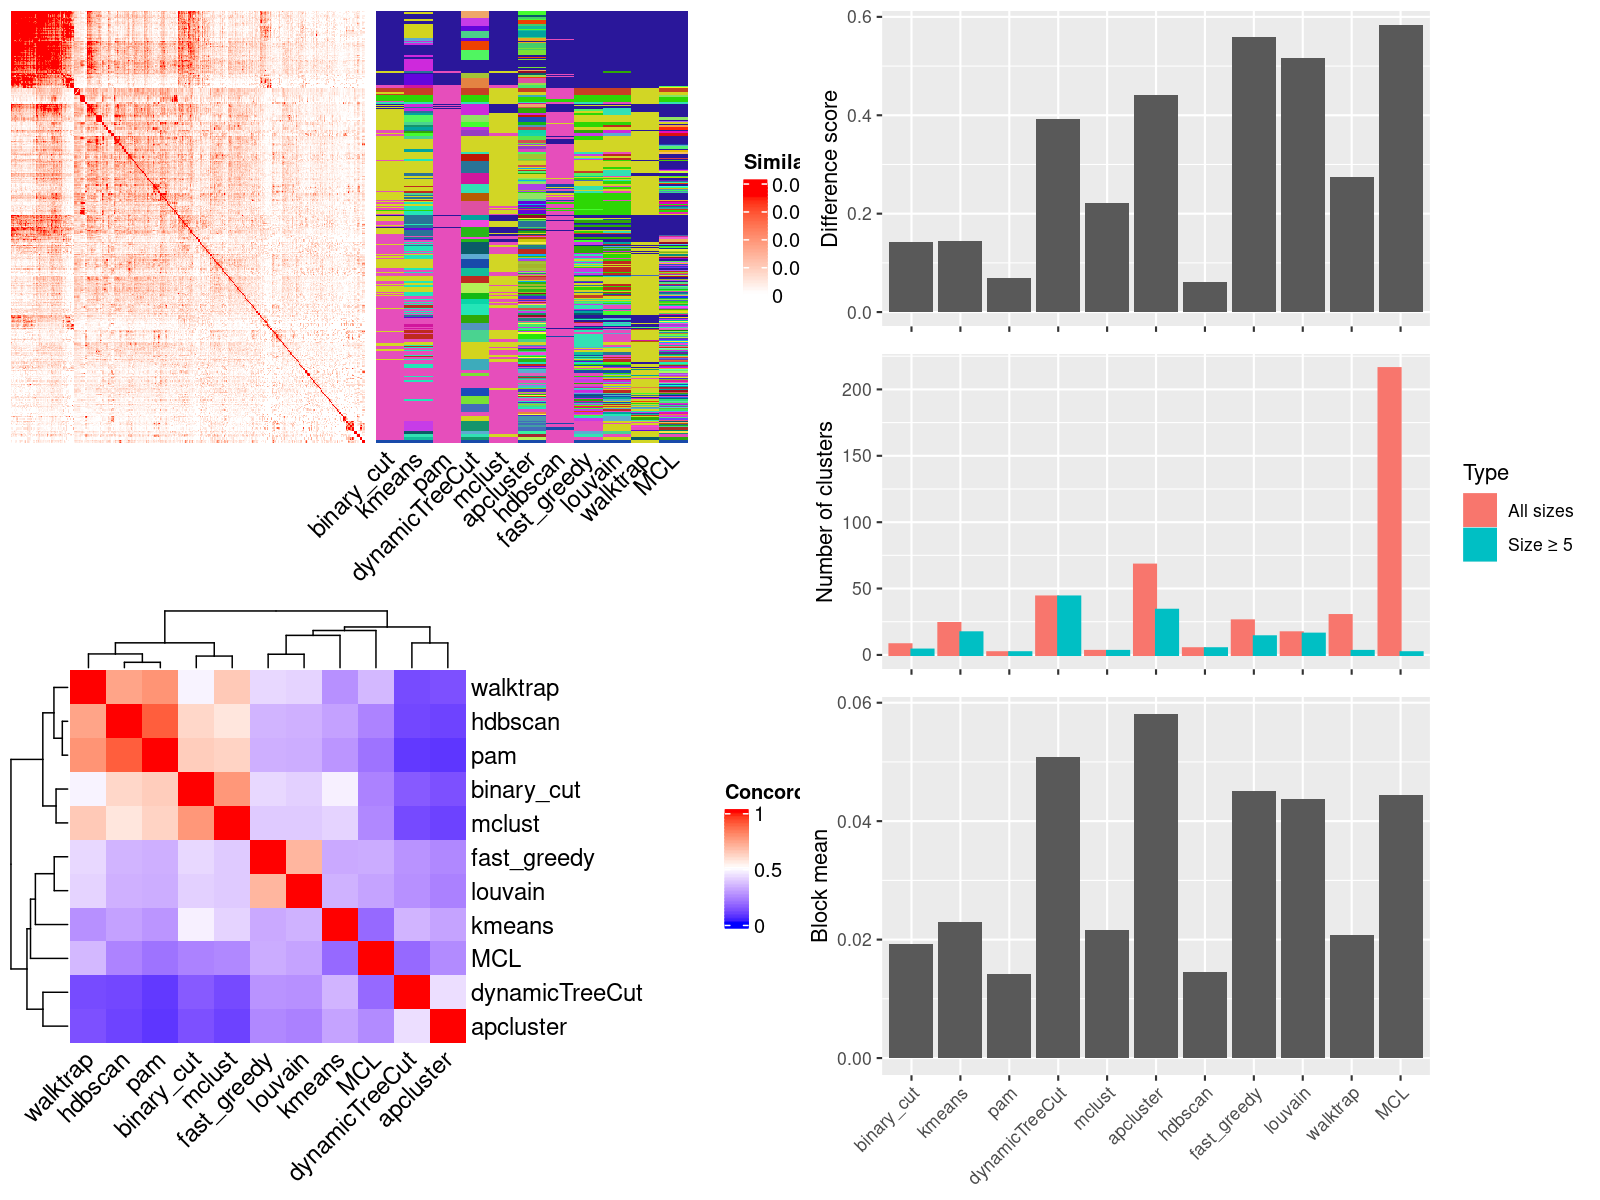 Simila
0.0
0.0
0.0
0.0
0
binary_cut
kmeans
pam
dynamicTreeCut
mclust
apcluster
hdbscan
fast_greedy
louvain
walktrap
MCL
walktrap
hdbscan
pam
binary_cut
mclust
fast_greedy
louvain
kmeans
MCL
dynamicTreeCut
apcluster
walktrap
hdbscan
pam
binary_cut
mclust
fast_greedy
louvain
kmeans
MCL
dynamicTreeCut
apcluster
Concord
1
0.5
0
Difference score
0.6
0.4
0.2
0.0
Number of clusters
200
150
100
50
0
Type
All sizes
Size ≥ 5
Block mean
0.06
0.04
0.02
0.00
binary_cut
kmeans
pam
dynamicTreeCut
mclust
apcluster
hdbscan
fast_greedy
louvain
walktrap
MCL